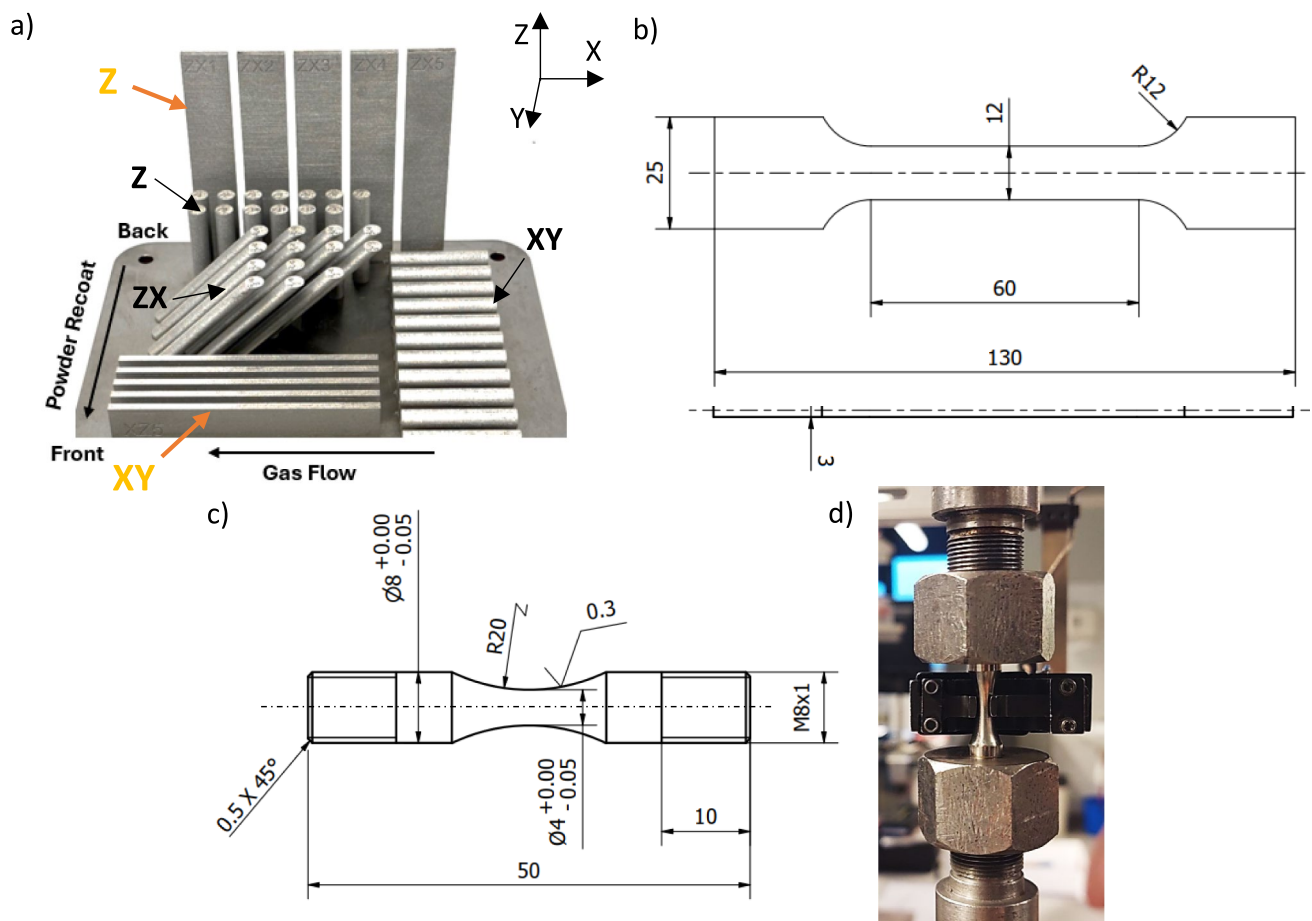 a)
Z
ZX1
ZX2
ZX3
ZX4
ZX5
Z
X
Y
Z
Back
XY
ZX
Powder Recoat
XZ5
Front
XY
Gas Flow
b)
R12
12
25
60
130
3
c)
Ø8 +0.00
- 0.05
R20
0.3
M8x1
0.5 X 45°
Ø4 +0.00
- 0.05
10
50
d)